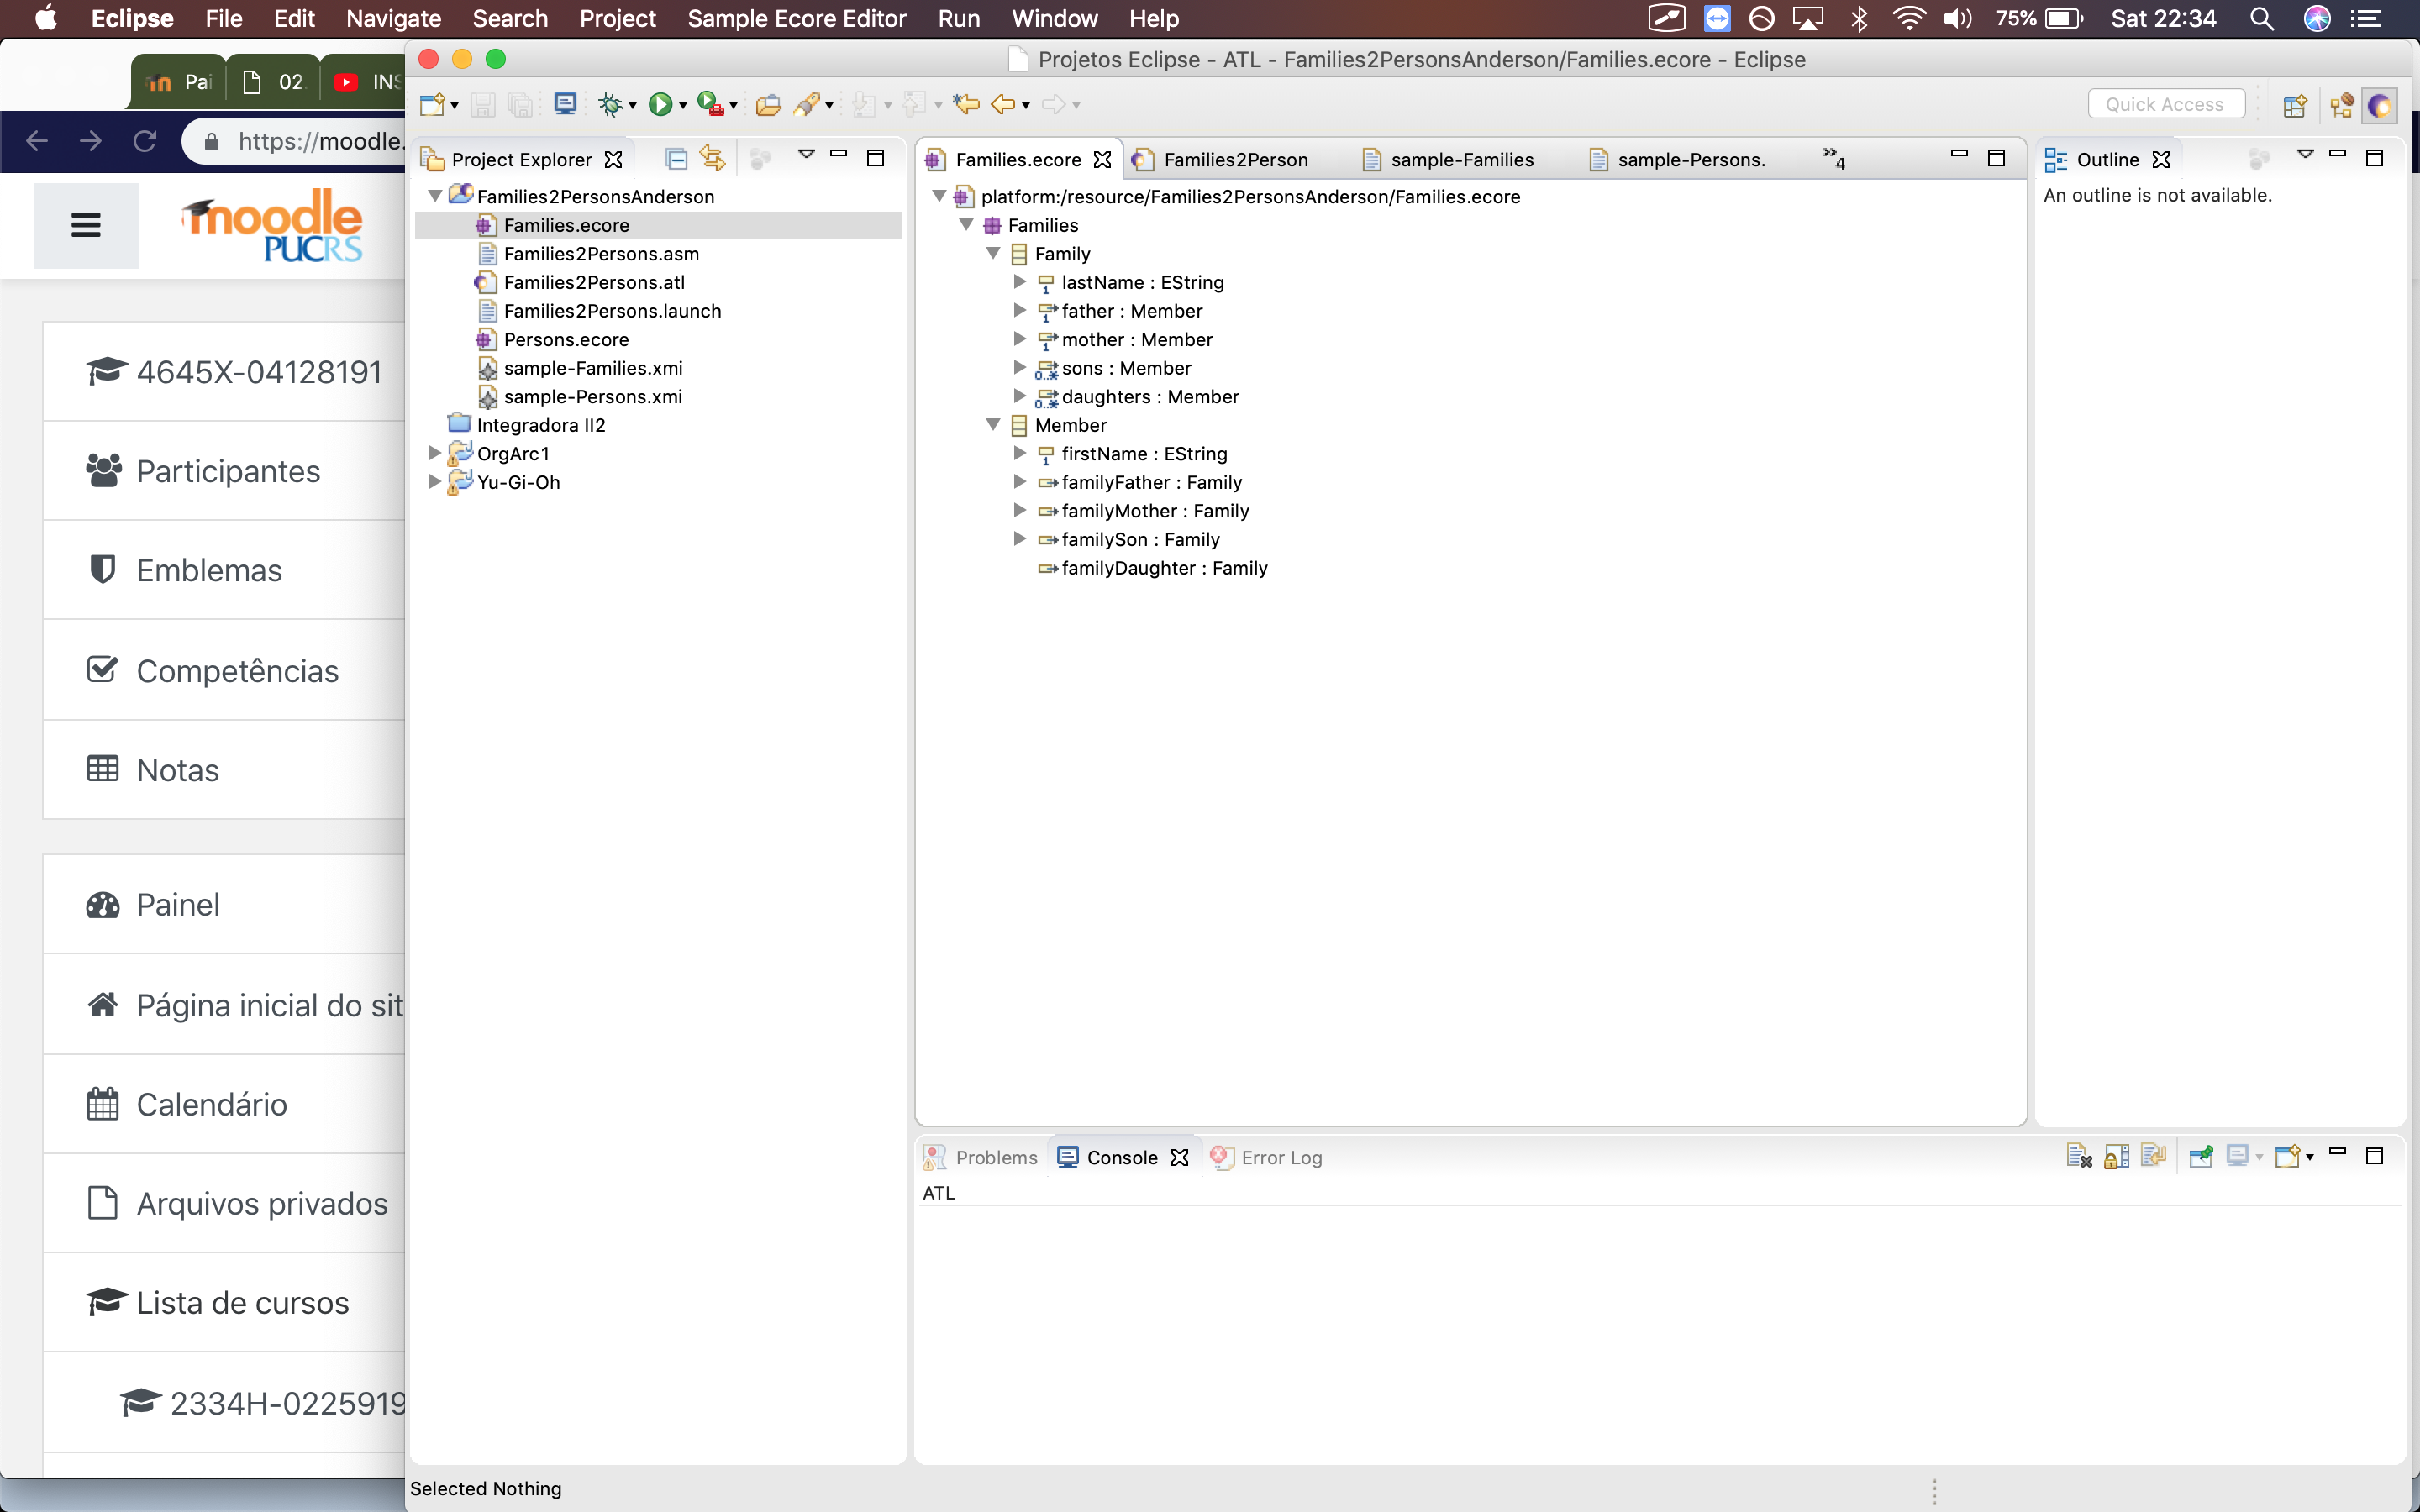 Eclipse File Edit Navigate Search Project Sample Ecore Editor Run Window Help 75% Sat 22:34
Pai 02. INS
https://moodle.
moodle
PUCRS
4645X-04128191
Participantes
Emblemas
Competências
Notas
Painel
Página inicial do sit
Calendário
Arquivos privados
Lista de cursos
2334H-0225919
Projetos Eclipse - ATL - Families2PersonsAnderson/Families.ecore - Eclipse
Quick Access
Project Explorer
Families2PersonsAnderson
Families.ecore
Families2Persons.asm
Families2Persons.atl
Families2Persons.launch
Persons.ecore
sample-Families.xmi
sample-Persons.xmi
Integradora II2
OrgArc1
Yu-Gi-Oh
Families.ecore Families2Person sample-Families sample-Persons. »4
platform:/resource/Families2PersonsAnderson/Families.ecore
Families
Family
1 lastName : EString
1 father : Member
1 mother : Member
0..* sons : Member
0..* daughters : Member
Member
1 firstName : EString
familyFather : Family
familyMother : Family
familySon : Family
familyDaughter : Family
Outline
An outline is not available.
Problems Console Error Log
ATL
Selected Nothing